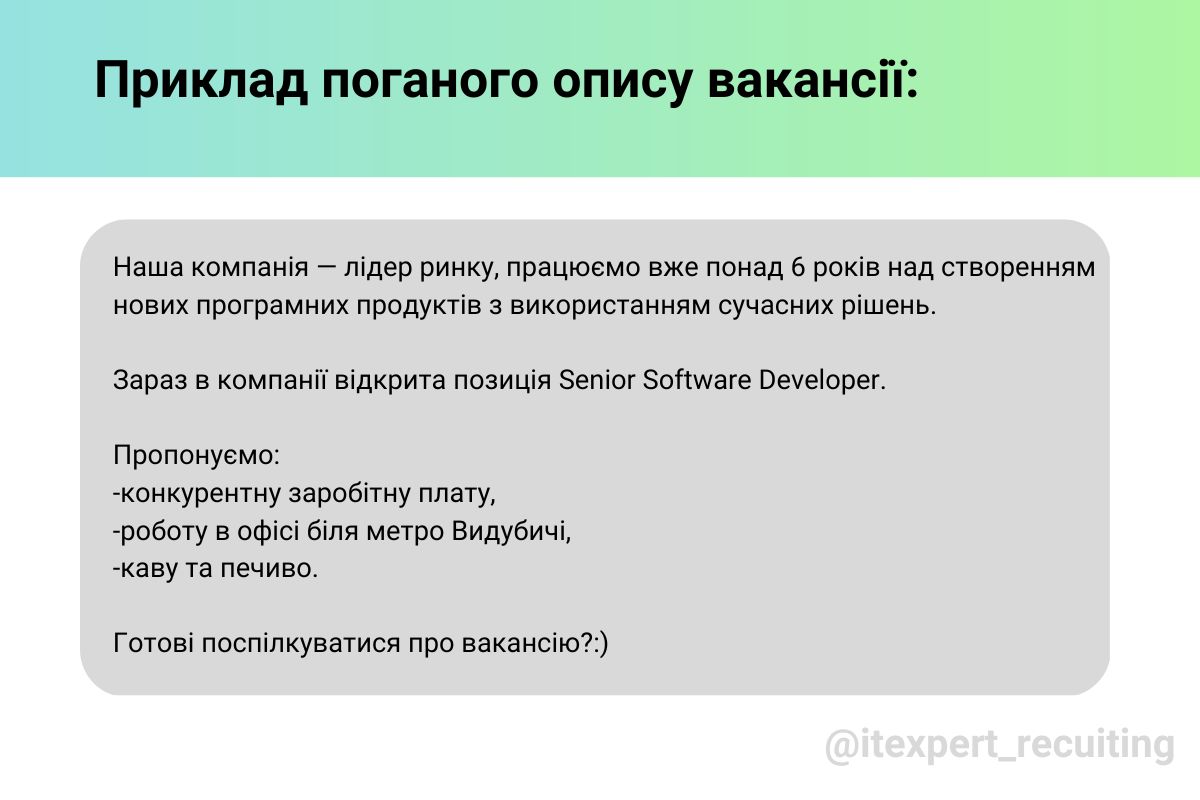 Приклад поганого опису вакансії:
Наша компанія — лідер ринку, працюємо вже понад 6 років над створенням
нових програмних продуктів з використанням сучасних рішень.
Зараз в компанії відкрита позиція Senior Software Developer.
Пропонуємо:
-конкурентну заробітну плату,
-роботу в офісі біля метро Видубичі,
-каву та печиво.
Готові поспілкуватися про вакансію?:)
@itexpert_recuiting